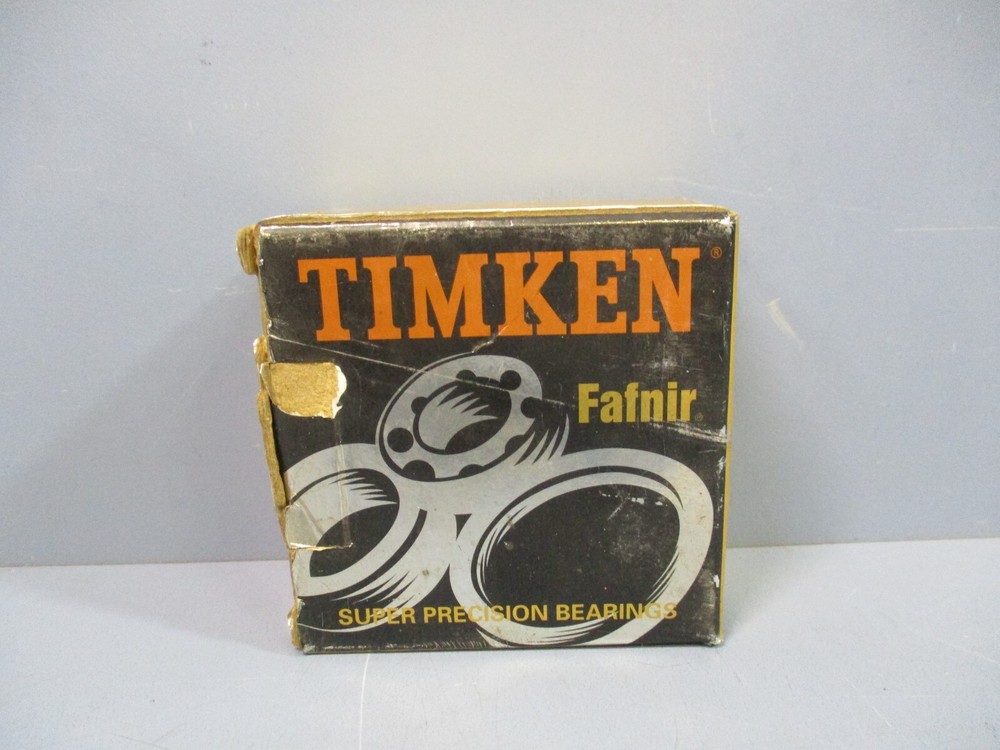 TIMKEN®
Fafnir®
SUPER PRECISION BEARINGS